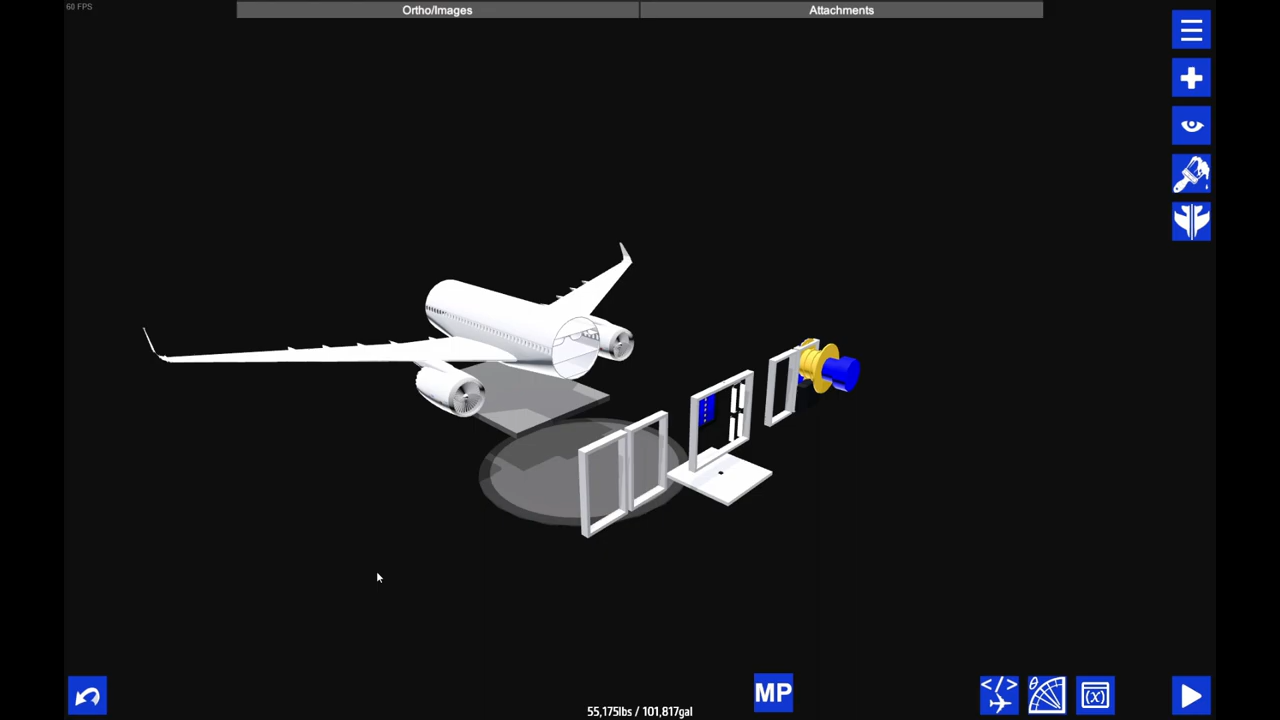 60 FPS
Ortho/Images
Attachments
MP
</>
(x)
55,175lbs / 101,817gal